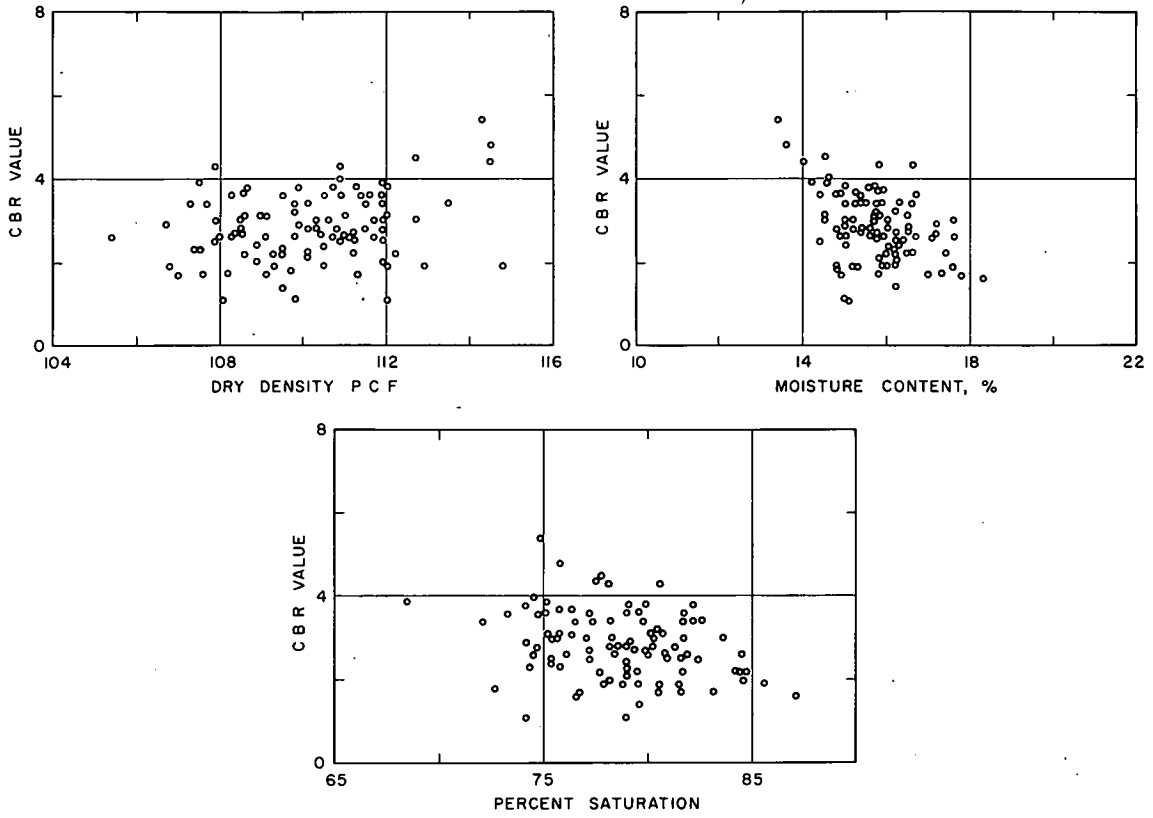 8
4
0
CBR VALUE
104 108 112 116
DRY DENSITY PCF
8
4
0
CBR VALUE
10 14 18 22
MOISTURE CONTENT, %
8
4
0
CBR VALUE
65 75 85
PERCENT SATURATION